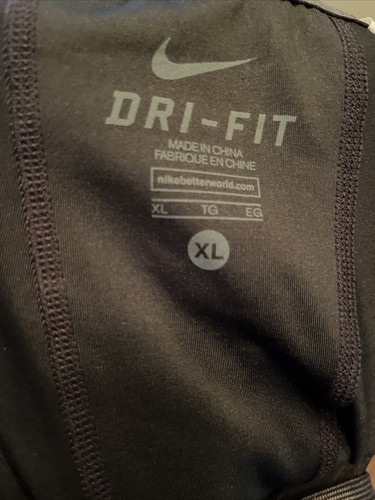 DRI-FIT
MADE IN CHINA
FABRIQUE EN CHINE
nikebetterworld.com
XL TG EG
XL